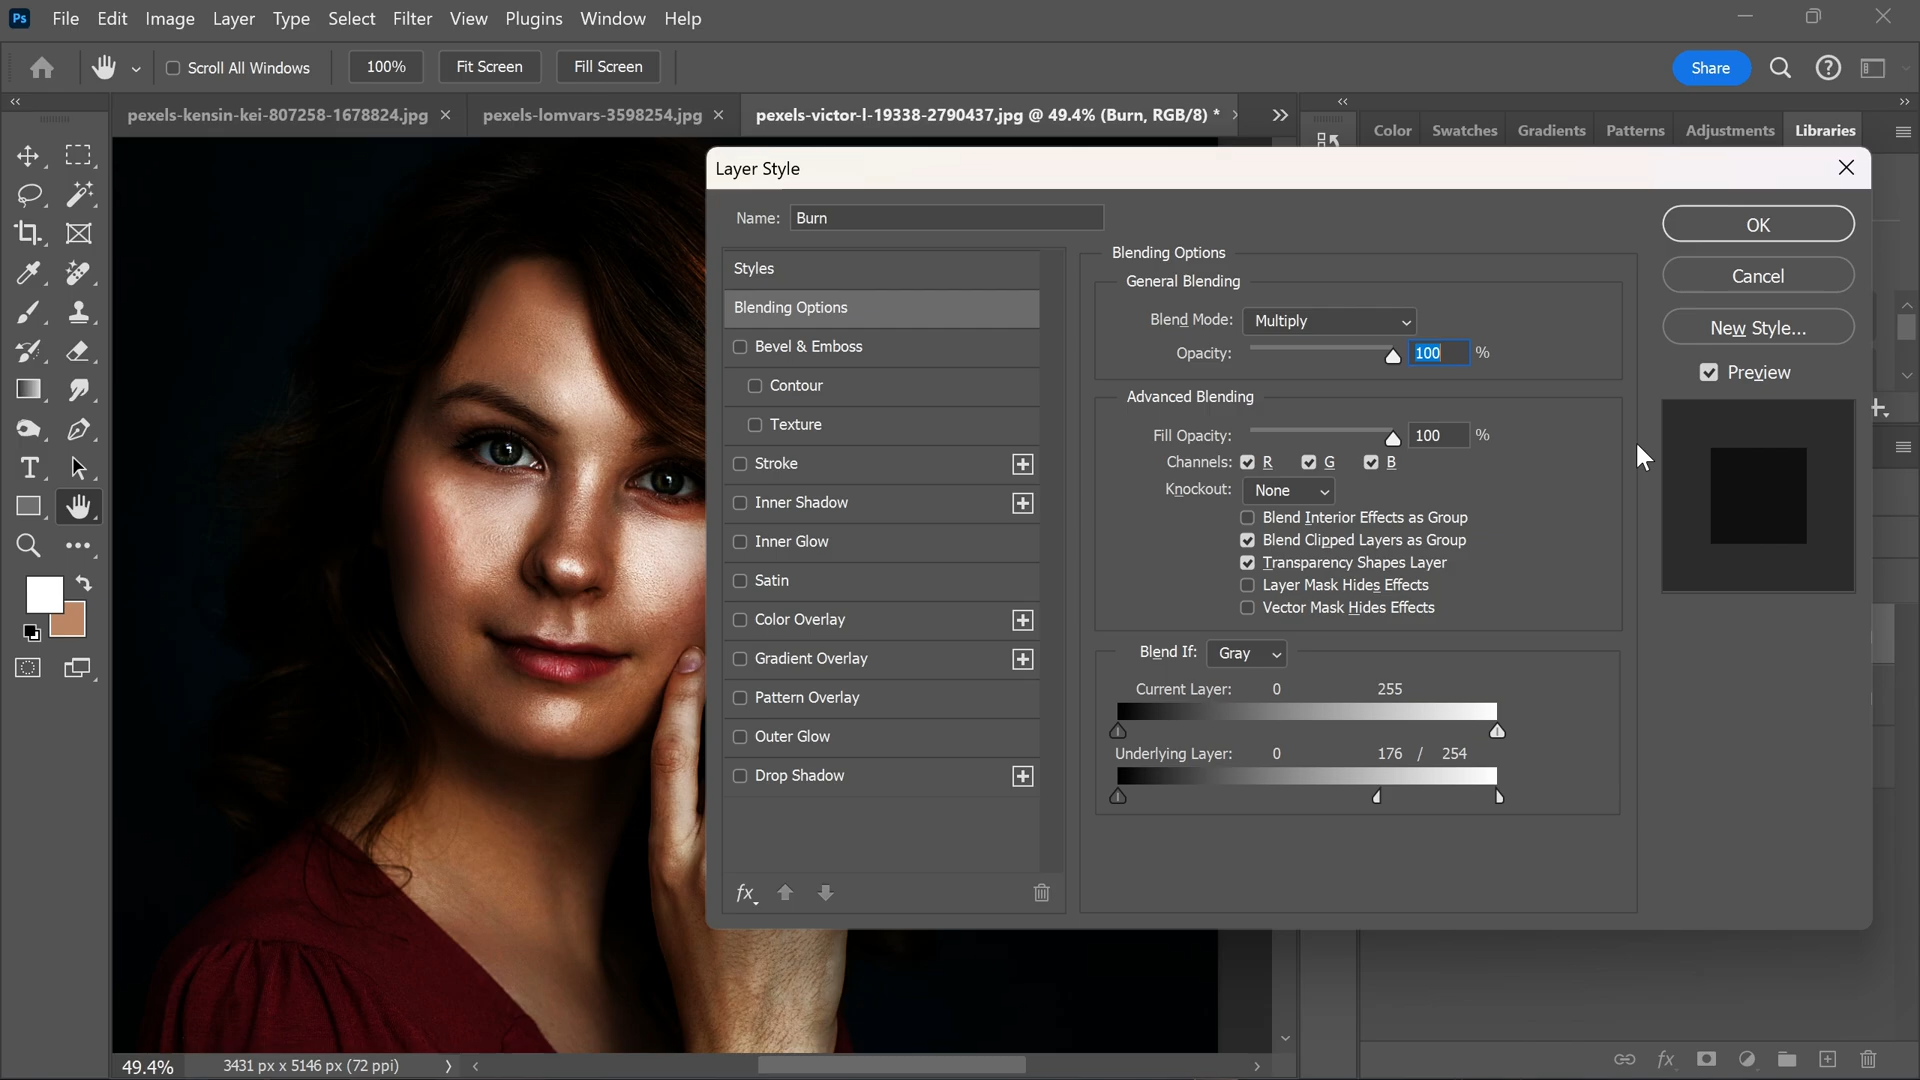 Ps File Edit Image Layer Type Select Filter View Plugins Window Help
Scroll All Windows 100% Fit Screen Fill Screen Share
pexels-kensin-kei-807258-1678824.jpg pexels-lomvars-3598254.jpg pexels-victor-l-19338-2790437.jpg @ 49.4% (Burn, RGB/8) *
Color Swatches Gradients Patterns Adjustments Libraries
Layer Style
Name: Burn
Styles
Blending Options
Bevel & Emboss
Contour
Texture
Stroke
Inner Shadow
Inner Glow
Satin
Color Overlay
Gradient Overlay
Pattern Overlay
Outer Glow
Drop Shadow
fx
Blending Options
General Blending
Blend Mode: Multiply
Opacity: 100 %
Advanced Blending
Fill Opacity: 100 %
Channels: R G B
Knockout: None
Blend Interior Effects as Group
Blend Clipped Layers as Group
Transparency Shapes Layer
Layer Mask Hides Effects
Vector Mask Hides Effects
Blend If: Gray
Current Layer: 0 255
Underlying Layer: 0 176 / 254
OK
Cancel
New Style...
Preview
49.4% 3431 px x 5146 px (72 ppi)
fx